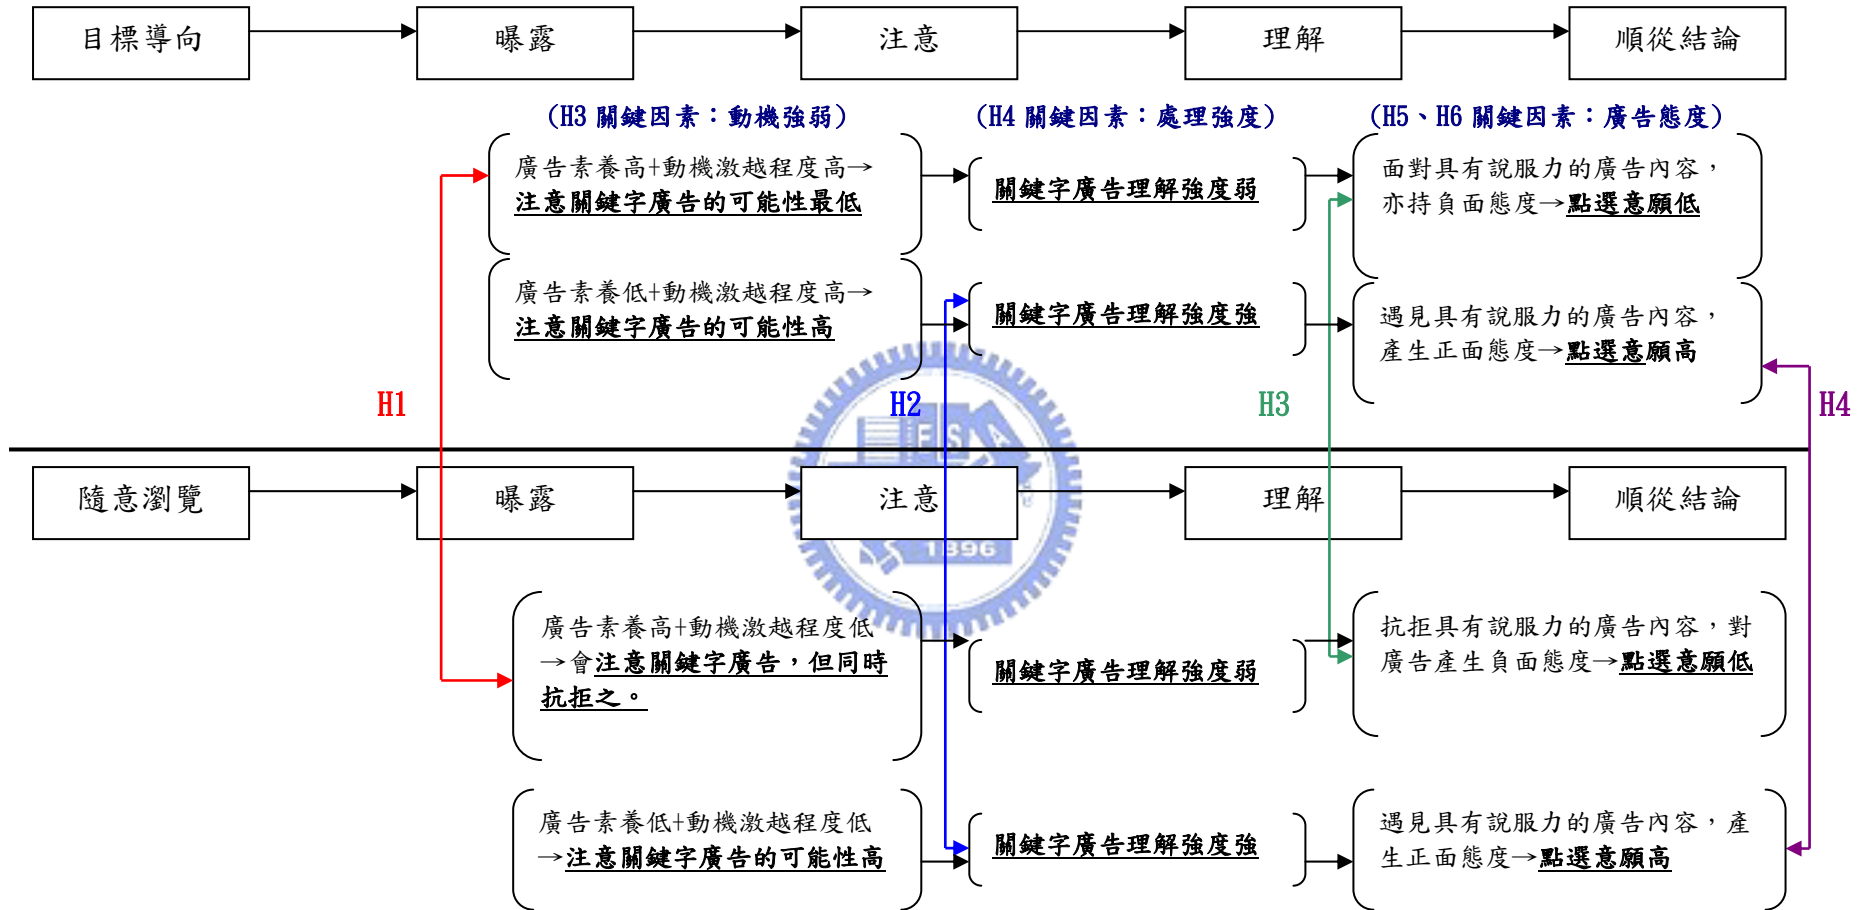 目標導向
曝露
注意
理解
順從結論
(H3 關鍵因素：動機強弱)
(H4 關鍵因素：處理強度)
(H5、H6 關鍵因素：廣告態度)
廣告素養高+動機激越程度高→
注意關鍵字廣告的可能性最低
關鍵字廣告理解強度弱
面對具有說服力的廣告內容，
亦持負面態度→點選意願低
廣告素養低+動機激越程度高→
注意關鍵字廣告的可能性高
關鍵字廣告理解強度強
遇見具有說服力的廣告內容，
產生正面態度→點選意願高
H1
H2
H3
H4
隨意瀏覽
曝露
注意
理解
順從結論
1896
廣告素養高+動機激越程度低
→會注意關鍵字廣告，但同時
抗拒之。
關鍵字廣告理解強度弱
抗拒具有說服力的廣告內容，對
廣告產生負面態度→點選意願低
廣告素養低+動機激越程度低
→注意關鍵字廣告的可能性高
關鍵字廣告理解強度強
遇見具有說服力的廣告內容，產
生正面態度→點選意願高